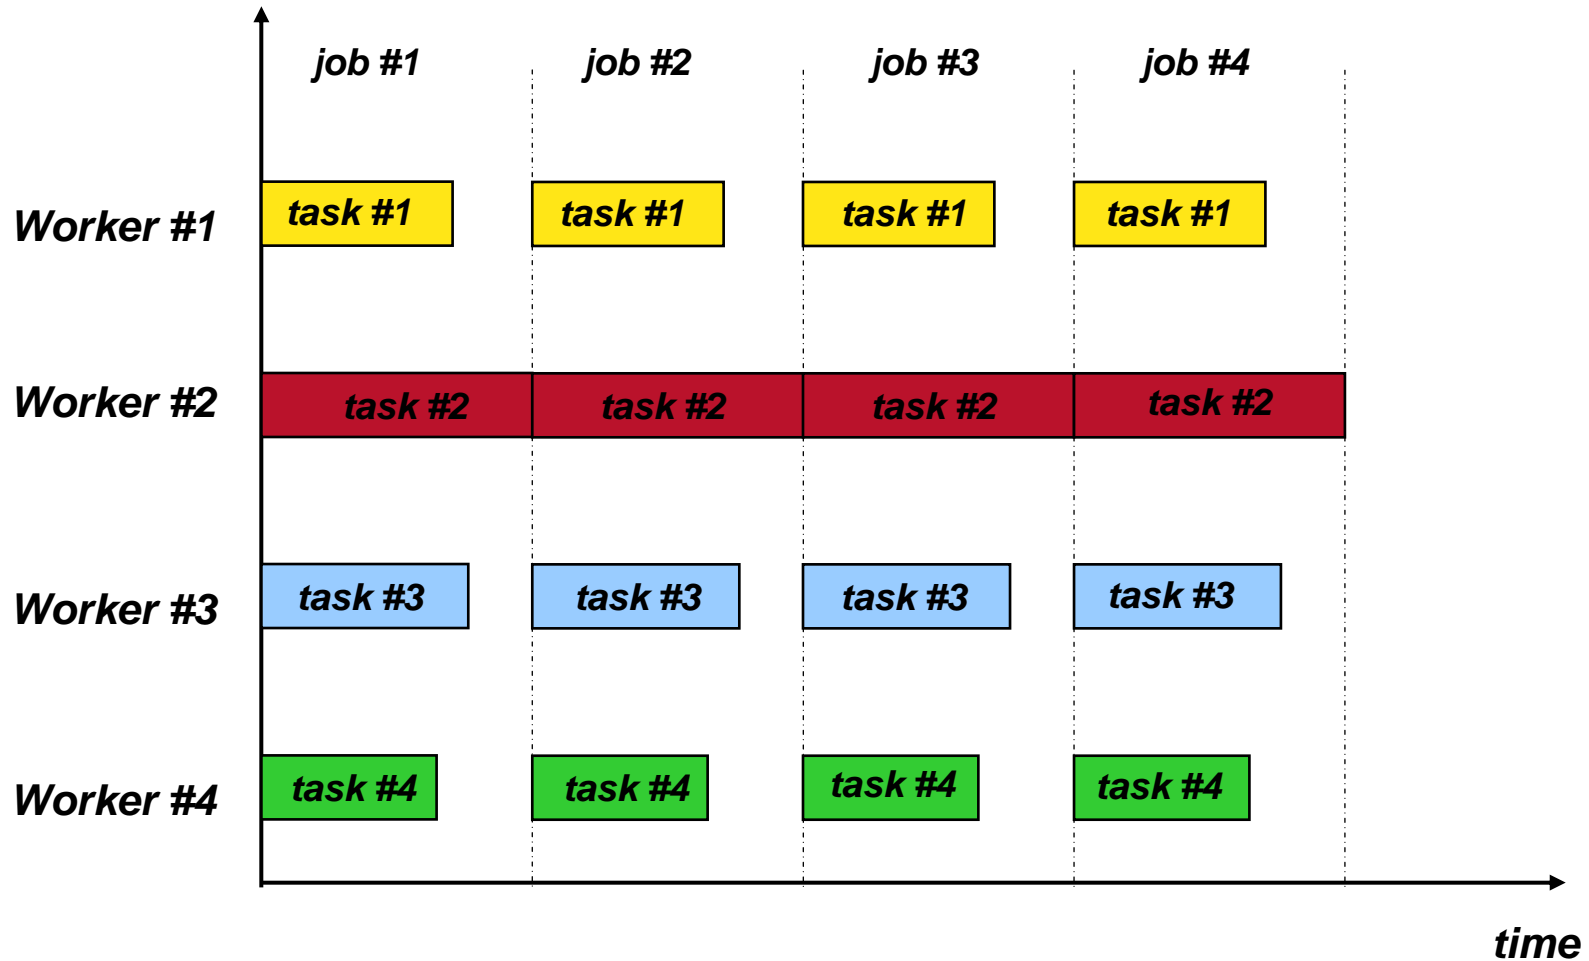 job #1 job #2 job #3 job #4
Worker #1 task #1 task #1 task #1 task #1
Worker #2 task #2 task #2 task #2 task #2
Worker #3 task #3 task #3 task #3 task #3
Worker #4 task #4 task #4 task #4 task #4
time